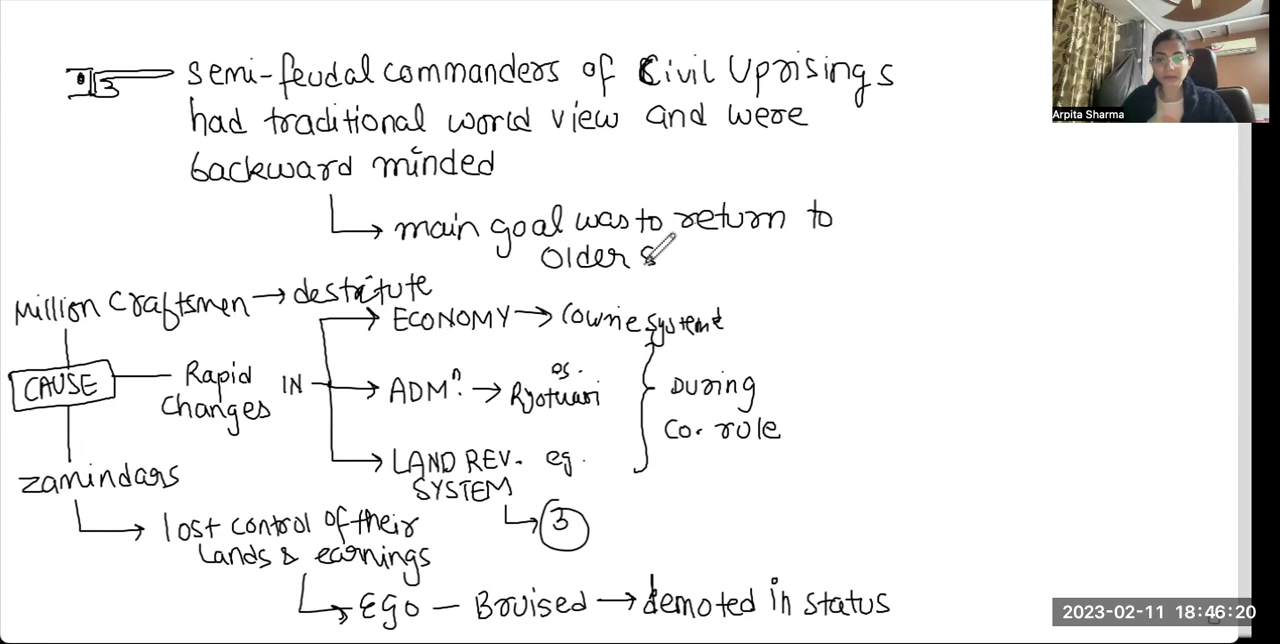 Semi-feudal commanders of Civil Uprisings
had traditional world view and were
backward minded
main goal was to return to
older s
Million Craftsmen → destitute
CAUSE
Rapid
Changes
IN
ECONOMY → Cowrie system
ADMn. → eg. Ryotwari
LAND REV. eg.
SYSTEM
3
During
Co. role
zamindars
lost control of their
lands & earnings
Ego – Bruised → demoted in status
Arpita Sharma
2023-02-11 18:46:20